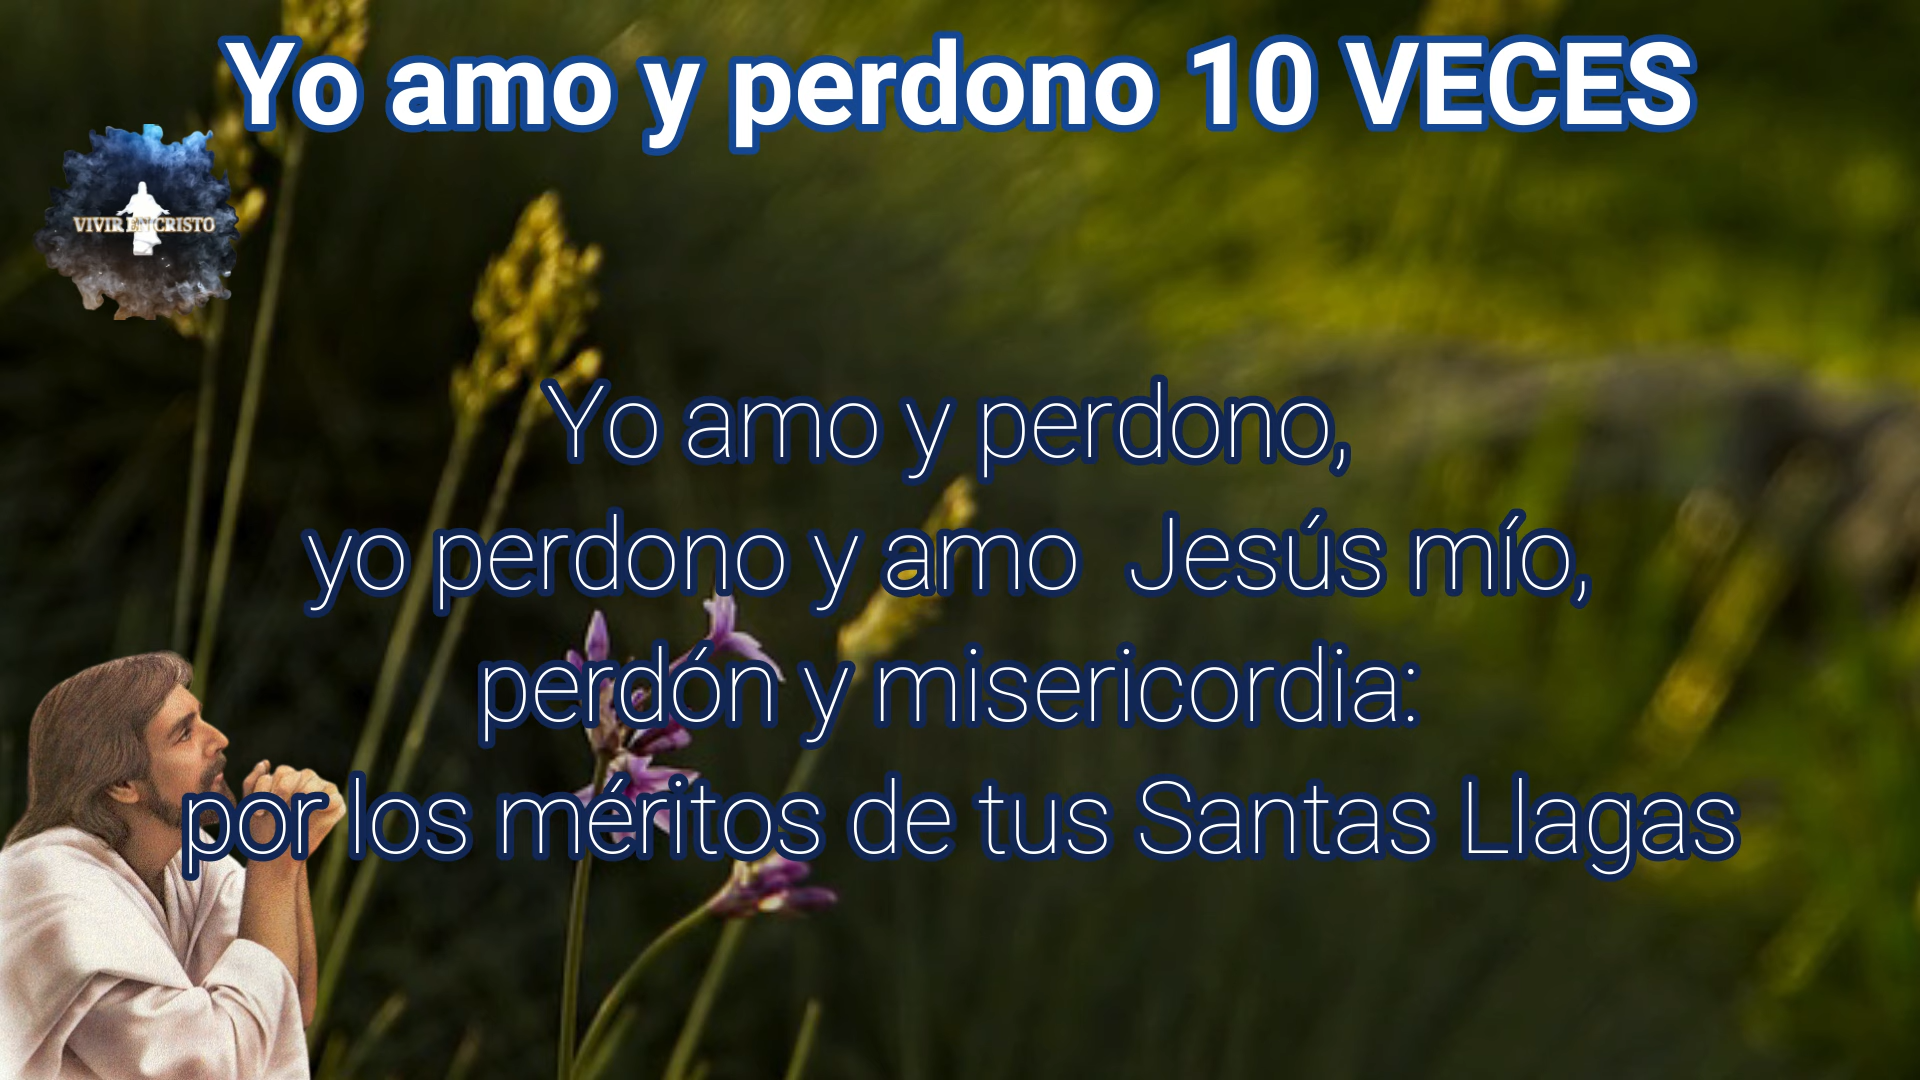 Yo amo y perdono 10 VECES
VIVIR EN CRISTO
Yo amo y perdono,
yo perdono y amo Jesús mío,
perdón y misericordia:
por los méritos de tus Santas Llagas